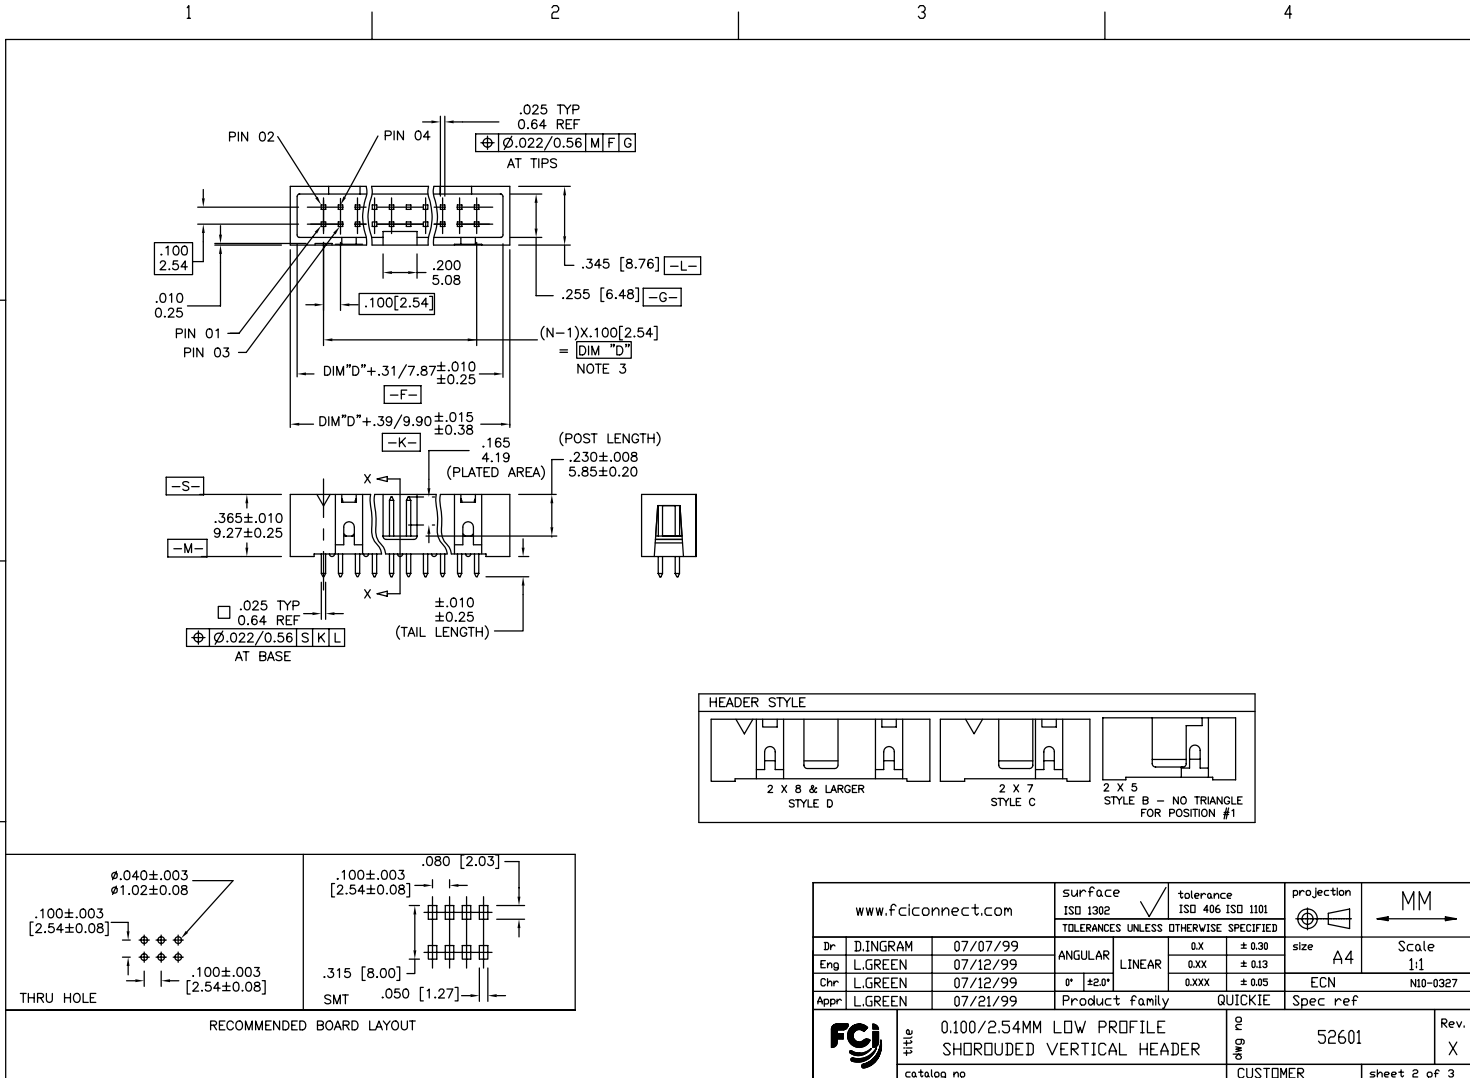 1 2 3 4
.025 TYP
0.64 REF
⌖ Ø.022/0.56 M F G
AT TIPS
PIN 02
PIN 04
.100
2.54
.010
0.25
PIN 01
PIN 03
.200
5.08
.100[2.54]
.345 [8.76] -L-
.255 [6.48] -G-
(N-1)X.100[2.54]
= DIM "D"
NOTE 3
DIM"D"+.31/7.87±.010
±0.25
-F-
DIM"D"+.39/9.90±.015
±0.38
-K-
.165
4.19
(PLATED AREA)
(POST LENGTH)
.230±.008
5.85±0.20
-S-
X
.365±.010
9.27±0.25
-M-
X
□ .025 TYP
0.64 REF
⌖ Ø.022/0.56 S K L
AT BASE
±.010
±0.25
(TAIL LENGTH)
HEADER STYLE
2 X 8 & LARGER
STYLE D
2 X 7
STYLE C
2 X 5
STYLE B - NO TRIANGLE
FOR POSITION #1
ø.040±.003
ø1.02±0.08
.100±.003
[2.54±0.08]
.100±.003
[2.54±0.08]
THRU HOLE
.080 [2.03]
.100±.003
[2.54±0.08]
.315 [8.00]
.050 [1.27]
SMT
RECOMMENDED BOARD LAYOUT
www.fciconnect.com
surface
ISO 1302
tolerance
ISO 406 ISO 1101
projection
MM
TOLERANCES UNLESS OTHERWISE SPECIFIED
Dr D.INGRAM 07/07/99
Eng L.GREEN 07/12/99
Chr L.GREEN 07/12/99
Appr L.GREEN 07/21/99
ANGULAR
0° ±2.0°
LINEAR
0.X ± 0.30
0.XX ± 0.13
0.XXX ± 0.05
size A4
Scale
1:1
ECN N10-0327
Product family QUICKIE
Spec ref
FCi
title
0.100/2.54MM LOW PROFILE
SHOROUDED VERTICAL HEADER
dwg no
52601
Rev.
X
catalog no
CUSTOMER
sheet 2 of 3